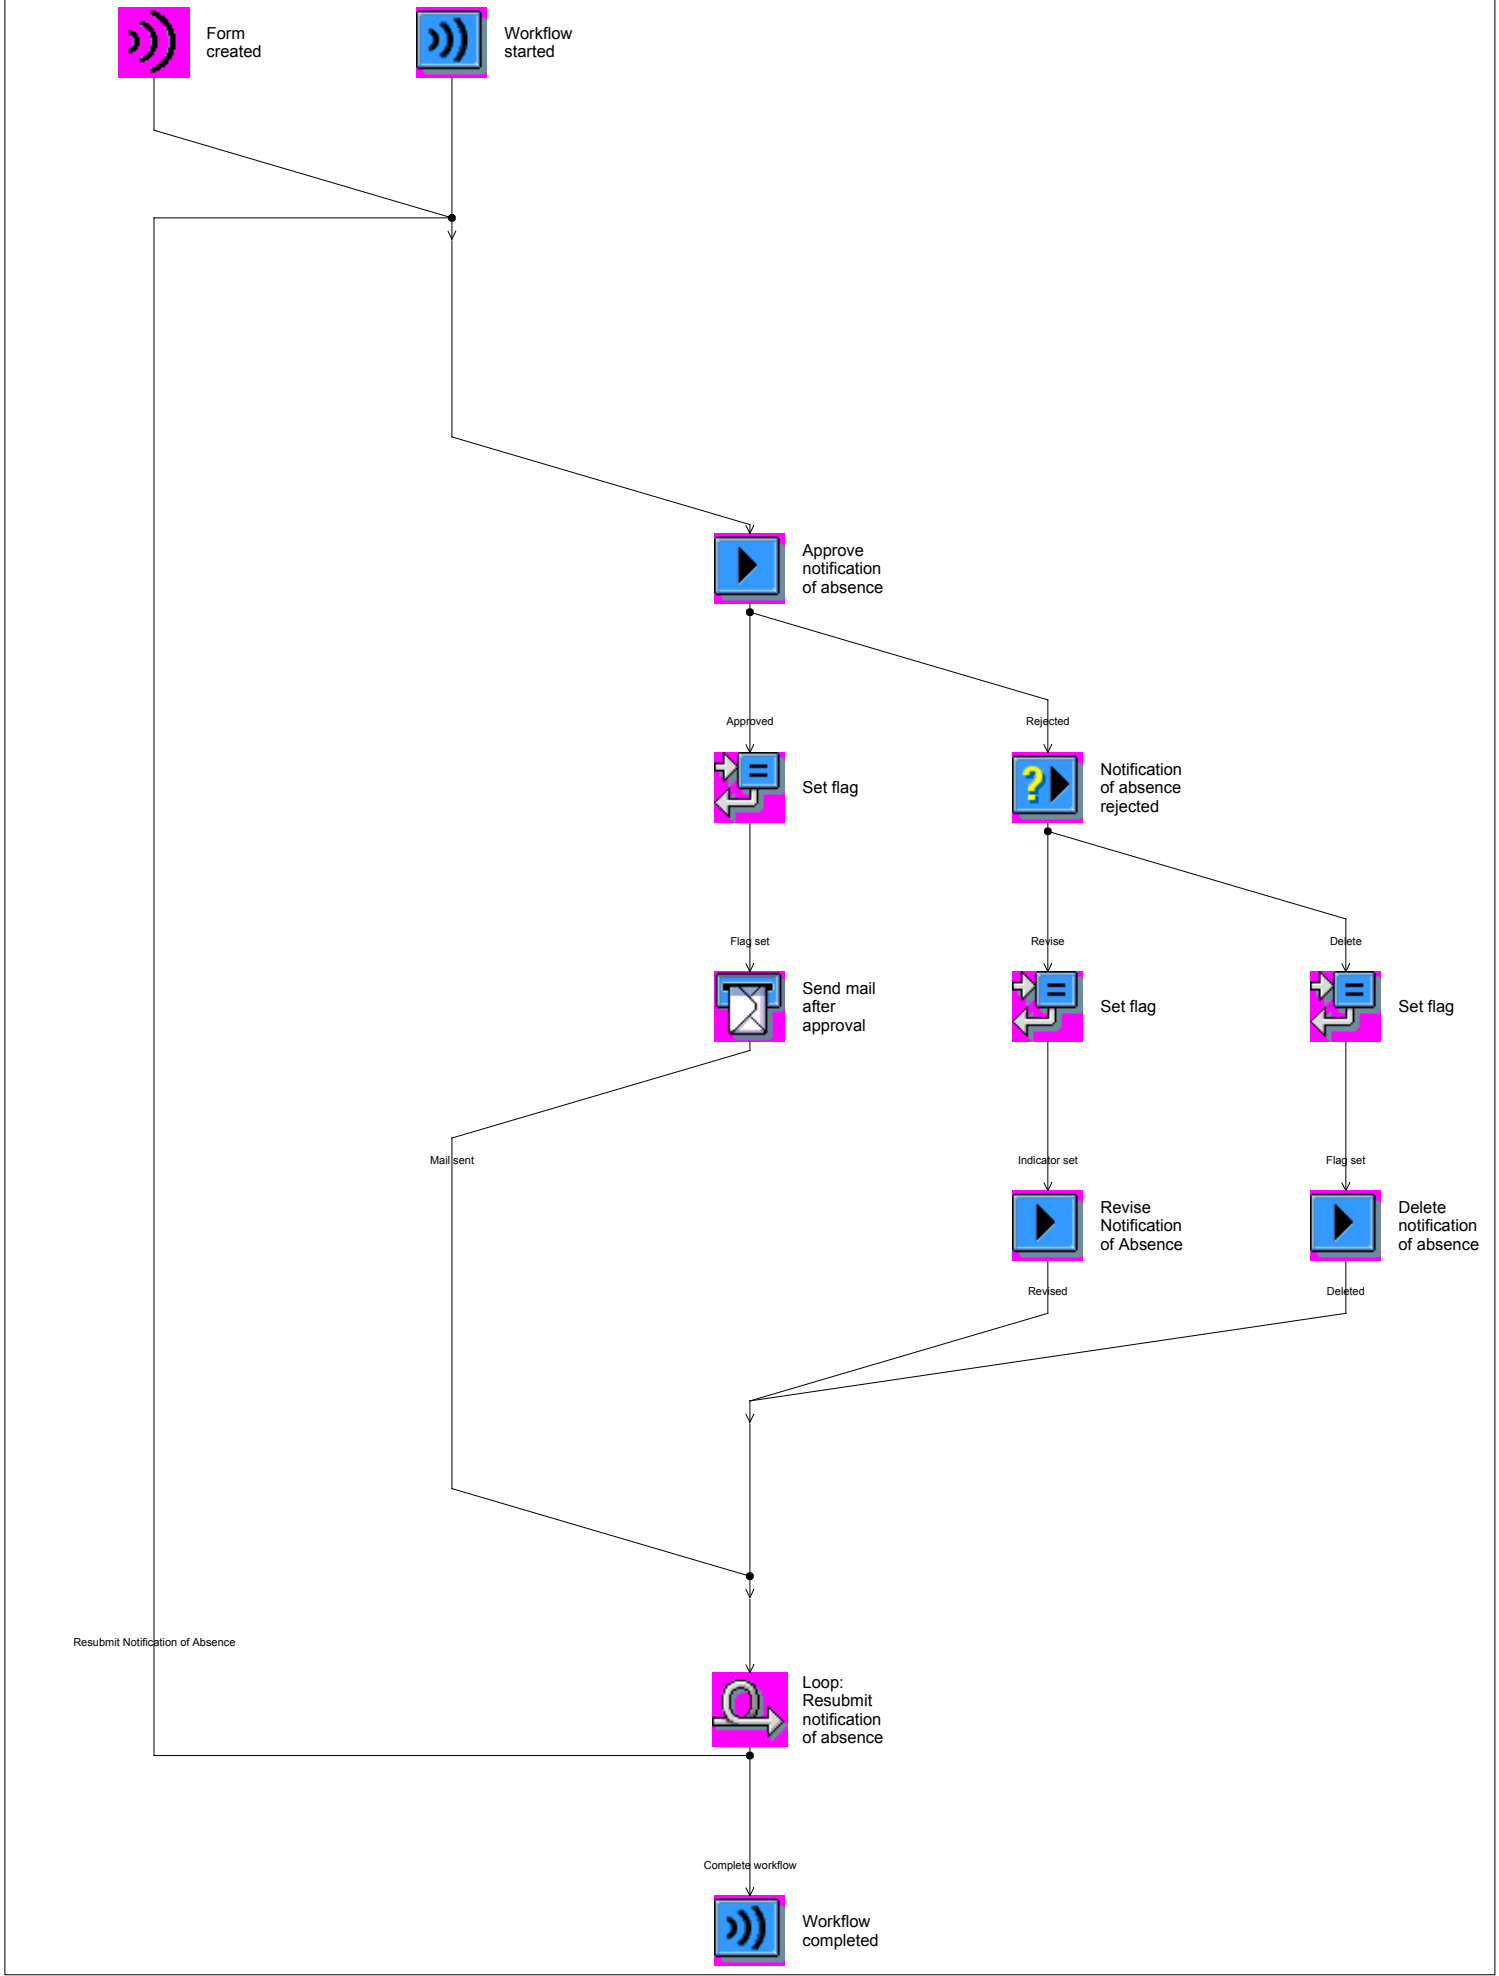 Form
created
Workflow
started
Approve
notification
of absence
Approved
Rejected
Set flag
Notification
of absence
rejected
Flag set
Revise
Delete
Send mail
after
approval
Set flag
Set flag
Mail sent
Indicator set
Flag set
Revise
Notification
of Absence
Delete
notification
of absence
Revised
Deleted
Resubmit Notification of Absence
Loop:
Resubmit
notification
of absence
Complete workflow
Workflow
completed